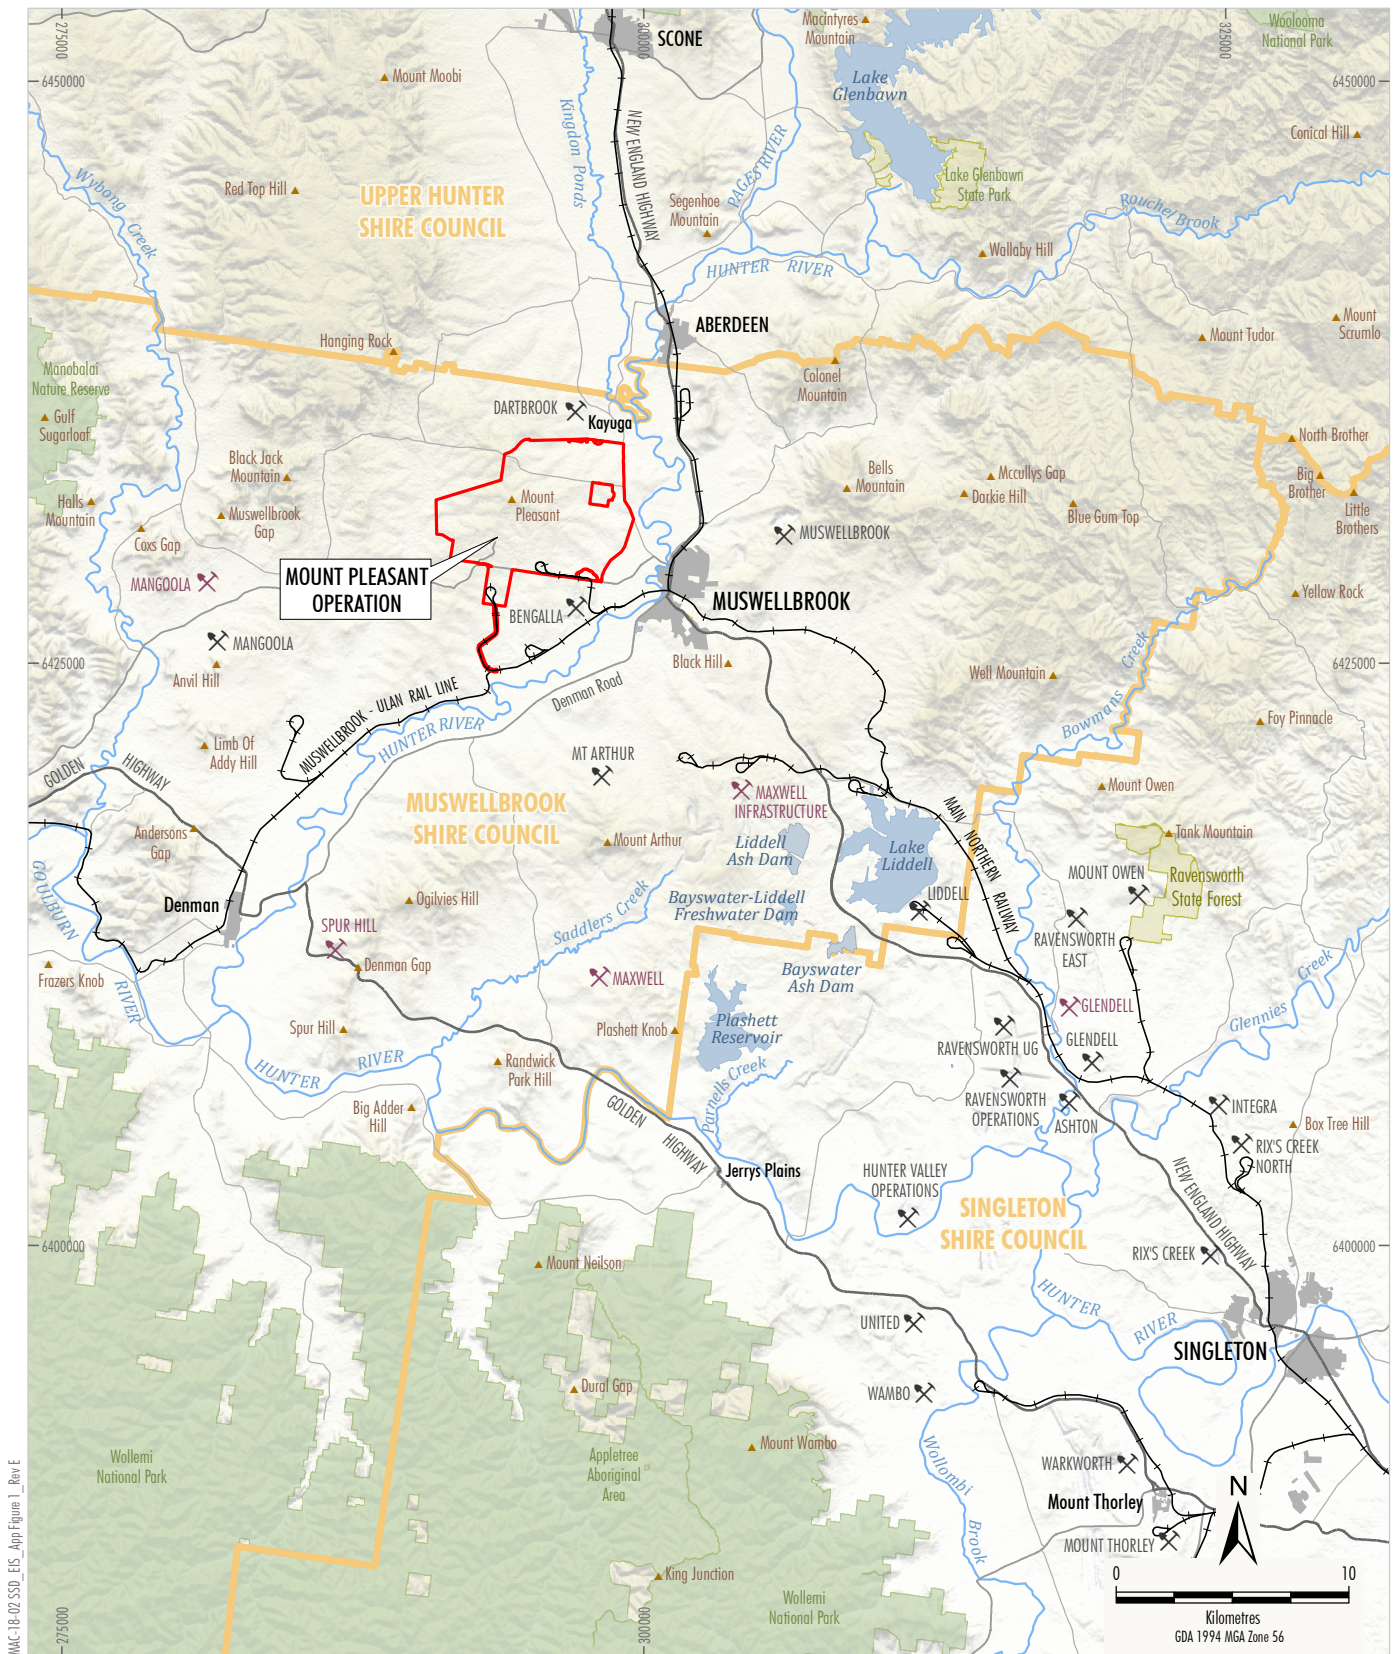 275000
300000
325000
SCONE
Macintyres
Mountain
Woolooma
National Park
6450000
6450000
Mount Moobi
Lake
Glenbawn
Kingdon Ponds
NEW ENGLAND HIGHWAY
PAGES RIVER
Conical Hill
Wybong Creek
Red Top Hill
UPPER HUNTER
SHIRE COUNCIL
Segenhoe
Mountain
Lake Glenbawn
State Park
Rouchel Brook
Wallaby Hill
HUNTER RIVER
ABERDEEN
Mount
Scrumlo
Mount Tudor
Hanging Rock
Manobalai
Nature Reserve
Colonel
Mountain
Gulf
Sugarloaf
DARTBROOK
Kayuga
North Brother
Black Jack
Mountain
Bells
Mountain
Mccullys Gap
Big
Brother
Darkie Hill
Halls
Mountain
Mount
Pleasant
Little
Brothers
Muswellbrook
Gap
Blue Gum Top
Coxs Gap
MUSWELLBROOK
MANGOOLA
MOUNT PLEASANT
OPERATION
Yellow Rock
BENGALLA
MUSWELLBROOK
MANGOOLA
6425000
6425000
Black Hill
Anvil Hill
Well Mountain
Bowmans Creek
MUSWELLBROOK - ULAN RAIL LINE
Denman Road
HUNTER RIVER
Foy Pinnacle
Limb Of
Addy Hill
MT ARTHUR
GOLDEN HIGHWAY
MAXWELL
INFRASTRUCTURE
Mount Owen
MUSWELLBROOK
SHIRE COUNCIL
MAIN NORTHERN RAILWAY
Andersons
Gap
Mount Arthur
Liddell
Ash Dam
Lake
Liddell
Tank Mountain
GOULBURN RIVER
Denman
Ogilvies Hill
Bayswater-Liddell
Freshwater Dam
LIDDELL
MOUNT OWEN
Ravensworth
State Forest
Saddlers Creek
SPUR HILL
RAVENSWORTH
EAST
Denman Gap
Frazers Knob
MAXWELL
Bayswater
Ash Dam
Glennies Creek
GLENDELL
Spur Hill
Plashett Knob
Plashett
Reservoir
RAVENSWORTH UG
GLENDELL
HUNTER RIVER
Randwick
Park Hill
Parnells Creek
RAVENSWORTH
OPERATIONS
ASHTON
INTEGRA
Big Adder
Hill
GOLDEN HIGHWAY
Box Tree Hill
RIX'S CREEK
NORTH
Jerrys Plains
HUNTER VALLEY
OPERATIONS
NEW ENGLAND HIGHWAY
SINGLETON
SHIRE COUNCIL
6400000
6400000
RIX'S CREEK
Mount Neilson
HUNTER RIVER
UNITED
SINGLETON
Dural Gap
WAMBO
Mount Wambo
Wollemi
National Park
Appletree
Aboriginal
Area
Wollombi Brook
WARKWORTH
Mount Thorley
N
MOUNT THORLEY
King Junction
0
10
Kilometres
GDA 1994 MGA Zone 56
Wollemi
National Park
275000
300000
MAC-18-02 SSD_EIS_App Figure 1_Rev E